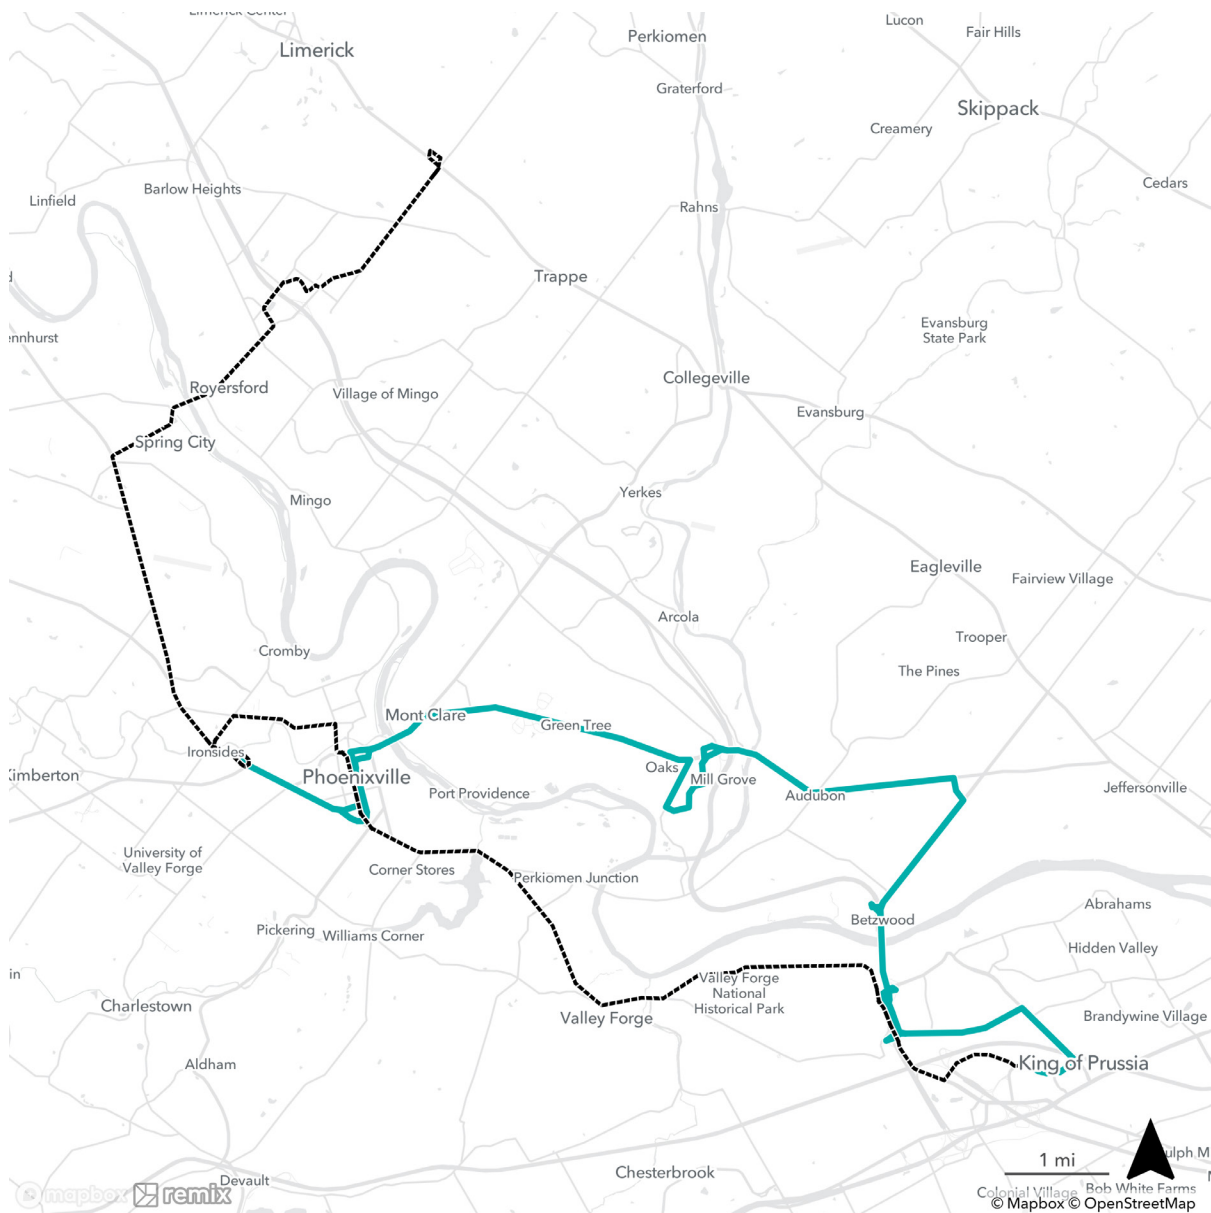 Limerick Center
Lucon
Perkiomen
Fair Hills
Limerick
Graterford
Skippack
Creamery
Cedars
Barlow Heights
Linfield
Rahns
Trappe
Evansburg
State Park
Collegeville
Royersford
Village of Mingo
Evansburg
Spring City
Yerkes
Mingo
Eagleville
Fairview Village
Arcola
Trooper
Cromby
The Pines
Mont Clare
Green Tree
Ironsides
Oaks
Kimberton
Phoenixville
Mill Grove
Jeffersonville
Port Providence
Audubon
University of
Valley Forge
Corner Stores
Perkiomen Junction
Abrahams
Betzwood
Pickering
Williams Corner
Hidden Valley
Valley Forge
National
Historical Park
Charlestown
Valley Forge
Brandywine Village
Aldham
King of Prussia
1 mi
Chesterbrook
Devault
Colonial Village
Bob White Farms
mapbox
remix
© Mapbox © OpenStreetMap